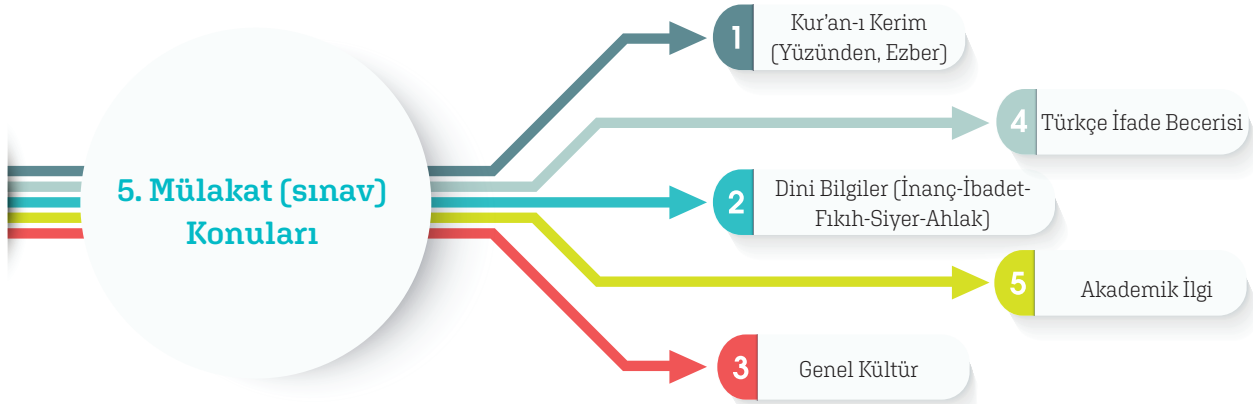 5. Mülakat (sınav)
Konuları
1
Kur'an-ı Kerim
(Yüzünden, Ezber)
4
Türkçe İfade Becerisi
2
Dini Bilgiler (İnanç-İbadet-
Fıkıh-Siyer-Ahlak)
5
Akademik İlgi
3
Genel Kültür